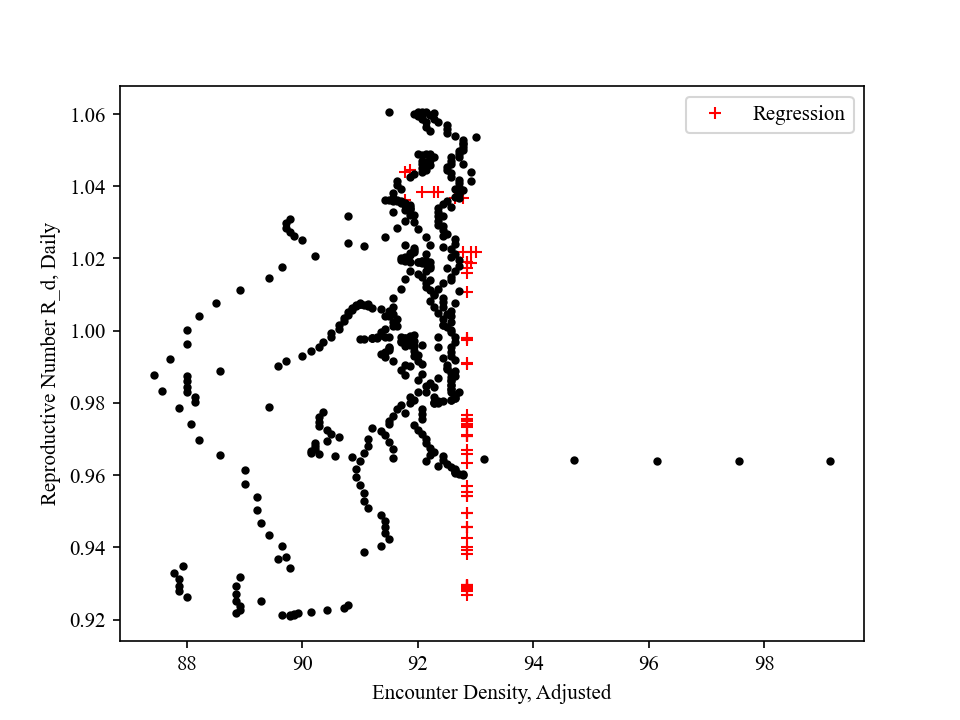 1.06
1.04
1.02
1.00
0.98
0.96
0.94
0.92
Reproductive Number R_d, Daily
Regression
88 90 92 94 96 98
Encounter Density, Adjusted